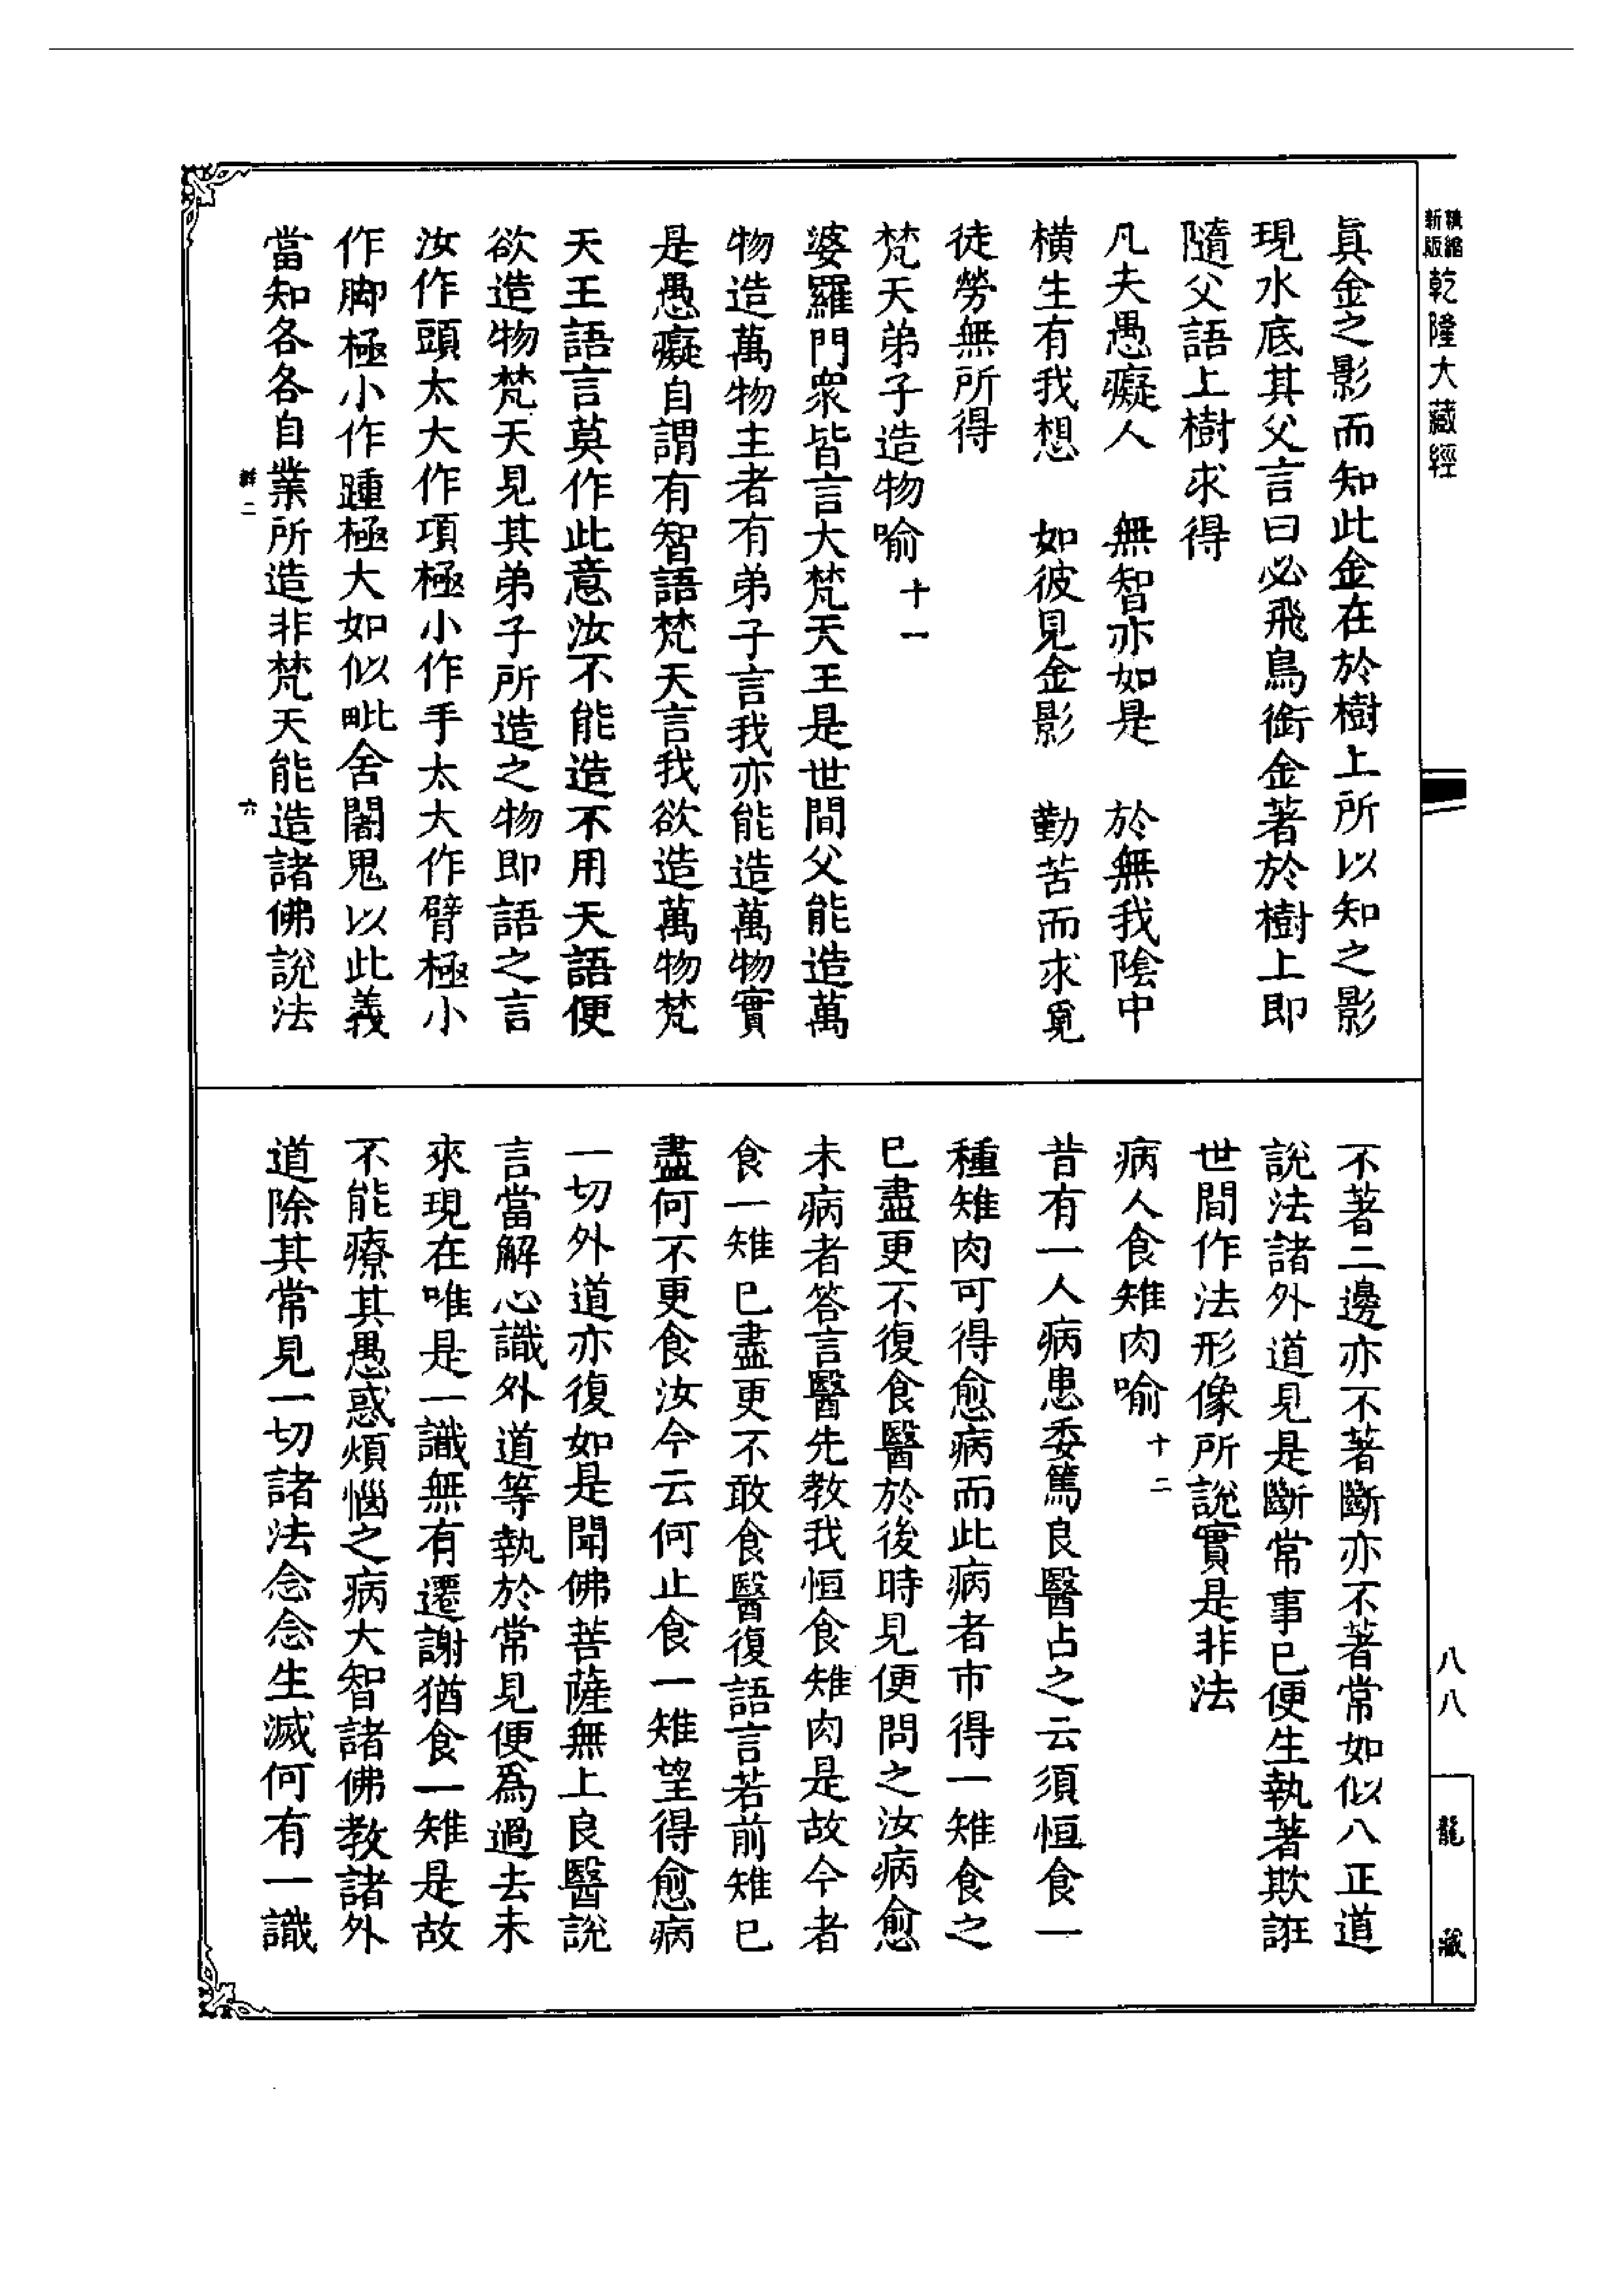 新版精縮乾隆大藏經
真金之影而知此金在於樹上所以知之影
現水底其父言曰必飛鳥銜金著於樹上即
隨父語上樹求得
凡夫愚癡人　無智亦如是　於無我陰中
橫生有我想　如彼見金影　勤苦而求覓
徒勞無所得
梵天弟子造物喻十一
婆羅門眾皆言大梵天王是世間父能造萬
物造萬物主者有弟子言我亦能造萬物實
是愚癡自謂有智語梵天言我欲造萬物梵
天王語言莫作此意汝不能造不用天語便
欲造物梵天見其弟子所造之物即語之言
汝作頭太大作項極小作手太大作臂極小
作脚極小作踵極大如似毗舍闍鬼以此義
當知各各自業所造非梵天能造諸佛說法
群二　六
不著二邊亦不著斷亦不著常如似八正道
說法諸外道見是斷常事已便生執著欺誑
世間作法形像所說實是非法
病人食雉肉喻十二
昔有一人病患委篤良醫占之云須恒食一
種雉肉可得愈病而此病者市得一雉食之
已盡更不復食醫於後時見便問之汝病愈
未病者答言醫先教我恒食雉肉是故今者
食一雉已盡更不敢食醫復語言若前雉已
盡何不更食汝今云何止食一雉望得愈病
一切外道亦復如是聞佛菩薩無上良醫說
言當解心識外道等執於常見便為過去未
來現在唯是一識無有遷謝猶食一雉是故
不能療其愚惑煩惱之病大智諸佛教諸外
道除其常見一切諸法念念生滅何有一識
八八
龍藏